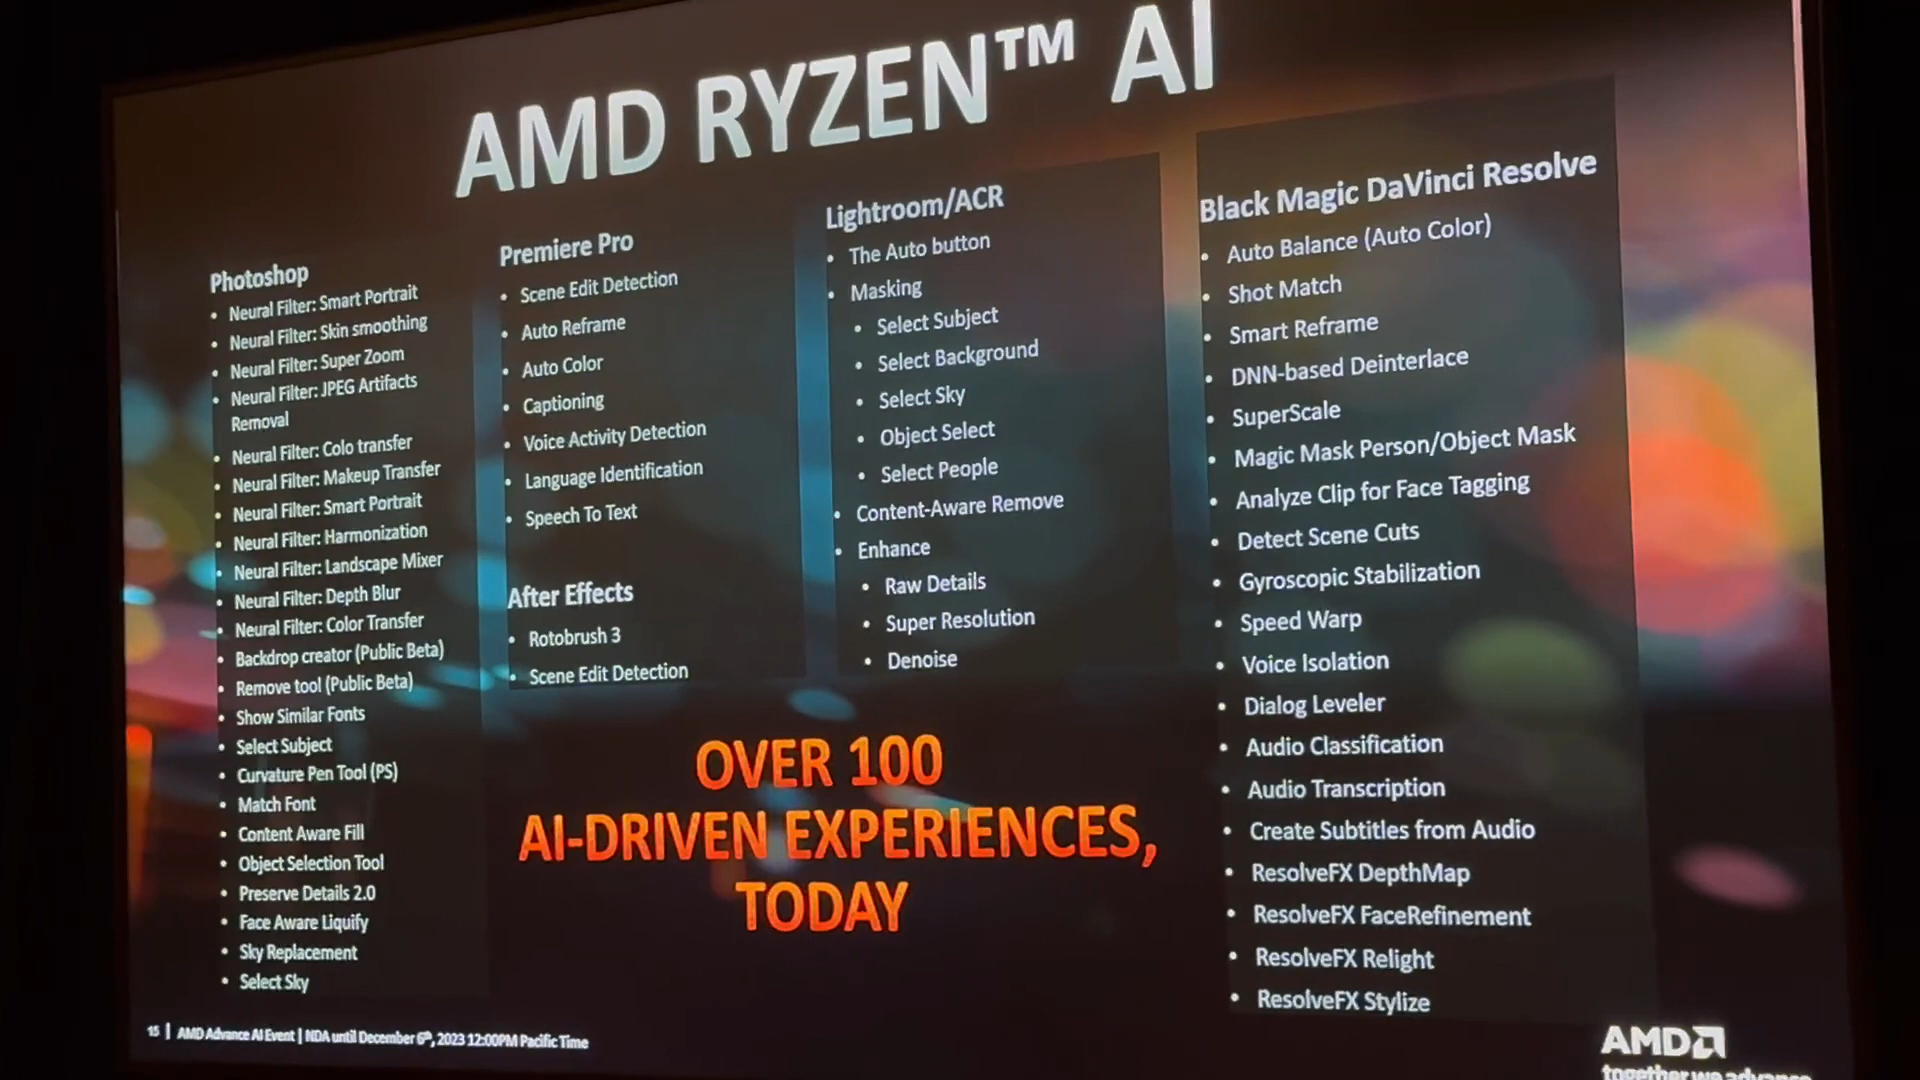 AMD RYZEN™ AI
Photoshop
• Neural Filter: Smart Portrait
• Neural Filter: Skin smoothing
• Neural Filter: Super Zoom
• Neural Filter: JPEG Artifacts
Removal
• Neural Filter: Colo transfer
• Neural Filter: Makeup Transfer
• Neural Filter: Smart Portrait
• Neural Filter: Harmonization
• Neural Filter: Landscape Mixer
• Neural Filter: Depth Blur
• Neural Filter: Color Transfer
• Backdrop creator (Public Beta)
• Remove tool (Public Beta)
• Show Similar Fonts
• Select Subject
• Curvature Pen Tool (PS)
• Match Font
• Content Aware Fill
• Object Selection Tool
• Preserve Details 2.0
• Face Aware Liquify
• Sky Replacement
• Select Sky
Premiere Pro
• Scene Edit Detection
• Auto Reframe
• Auto Color
• Captioning
• Voice Activity Detection
• Language Identification
• Speech To Text
After Effects
• Rotobrush 3
• Scene Edit Detection
Lightroom/ACR
• The Auto button
• Masking
• Select Subject
• Select Background
• Select Sky
• Object Select
• Select People
• Content-Aware Remove
• Enhance
• Raw Details
• Super Resolution
• Denoise
Black Magic DaVinci Resolve
• Auto Balance (Auto Color)
• Shot Match
• Smart Reframe
• DNN-based Deinterlace
• SuperScale
• Magic Mask Person/Object Mask
• Analyze Clip for Face Tagging
• Detect Scene Cuts
• Gyroscopic Stabilization
• Speed Warp
• Voice Isolation
• Dialog Leveler
• Audio Classification
• Audio Transcription
• Create Subtitles from Audio
• ResolveFX DepthMap
• ResolveFX FaceRefinement
• ResolveFX Relight
• ResolveFX Stylize
OVER 100
AI-DRIVEN EXPERIENCES,
TODAY
15 | AMD Advance AI Event | NDA until December 6th, 2023 12:00PM Pacific Time
AMD
together we advance